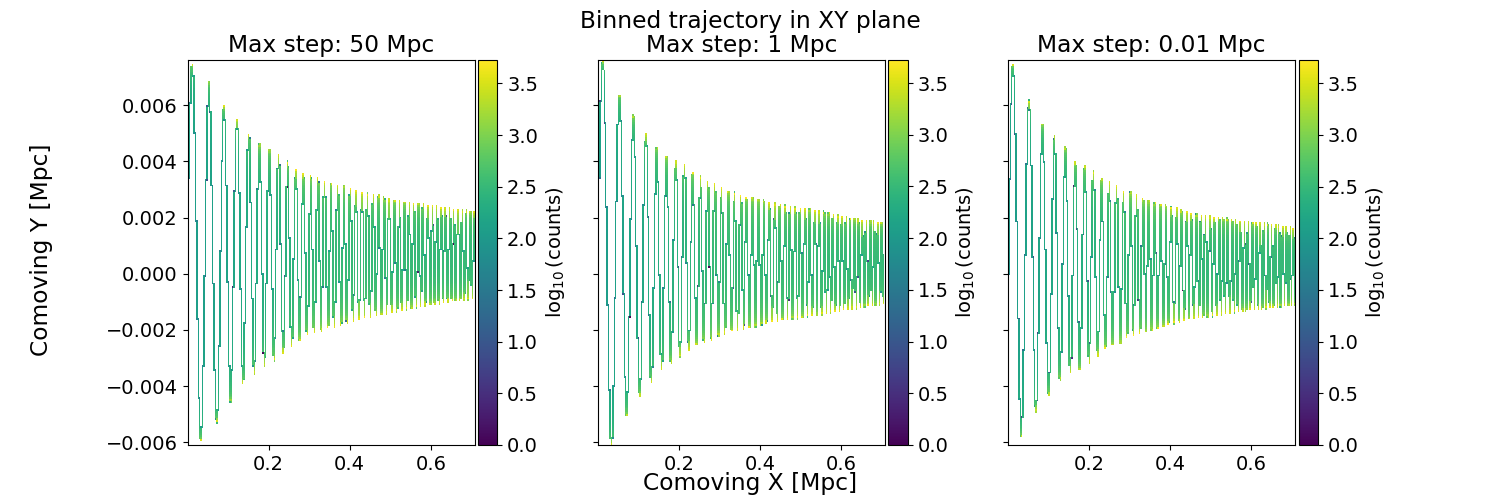 Binned trajectory in XY plane
Max step: 50 Mpc
Max step: 1 Mpc
Max step: 0.01 Mpc
Comoving Y [Mpc]
0.006
0.004
0.002
0.000
−0.002
−0.004
−0.006
0.2 0.4 0.6
3.5
3.0
2.5
2.0
1.5
1.0
0.5
0.0
log₁₀(counts)
0.2 0.4 0.6
3.5
3.0
2.5
2.0
1.5
1.0
0.5
0.0
log₁₀(counts)
0.2 0.4 0.6
3.5
3.0
2.5
2.0
1.5
1.0
0.5
0.0
log₁₀(counts)
Comoving X [Mpc]